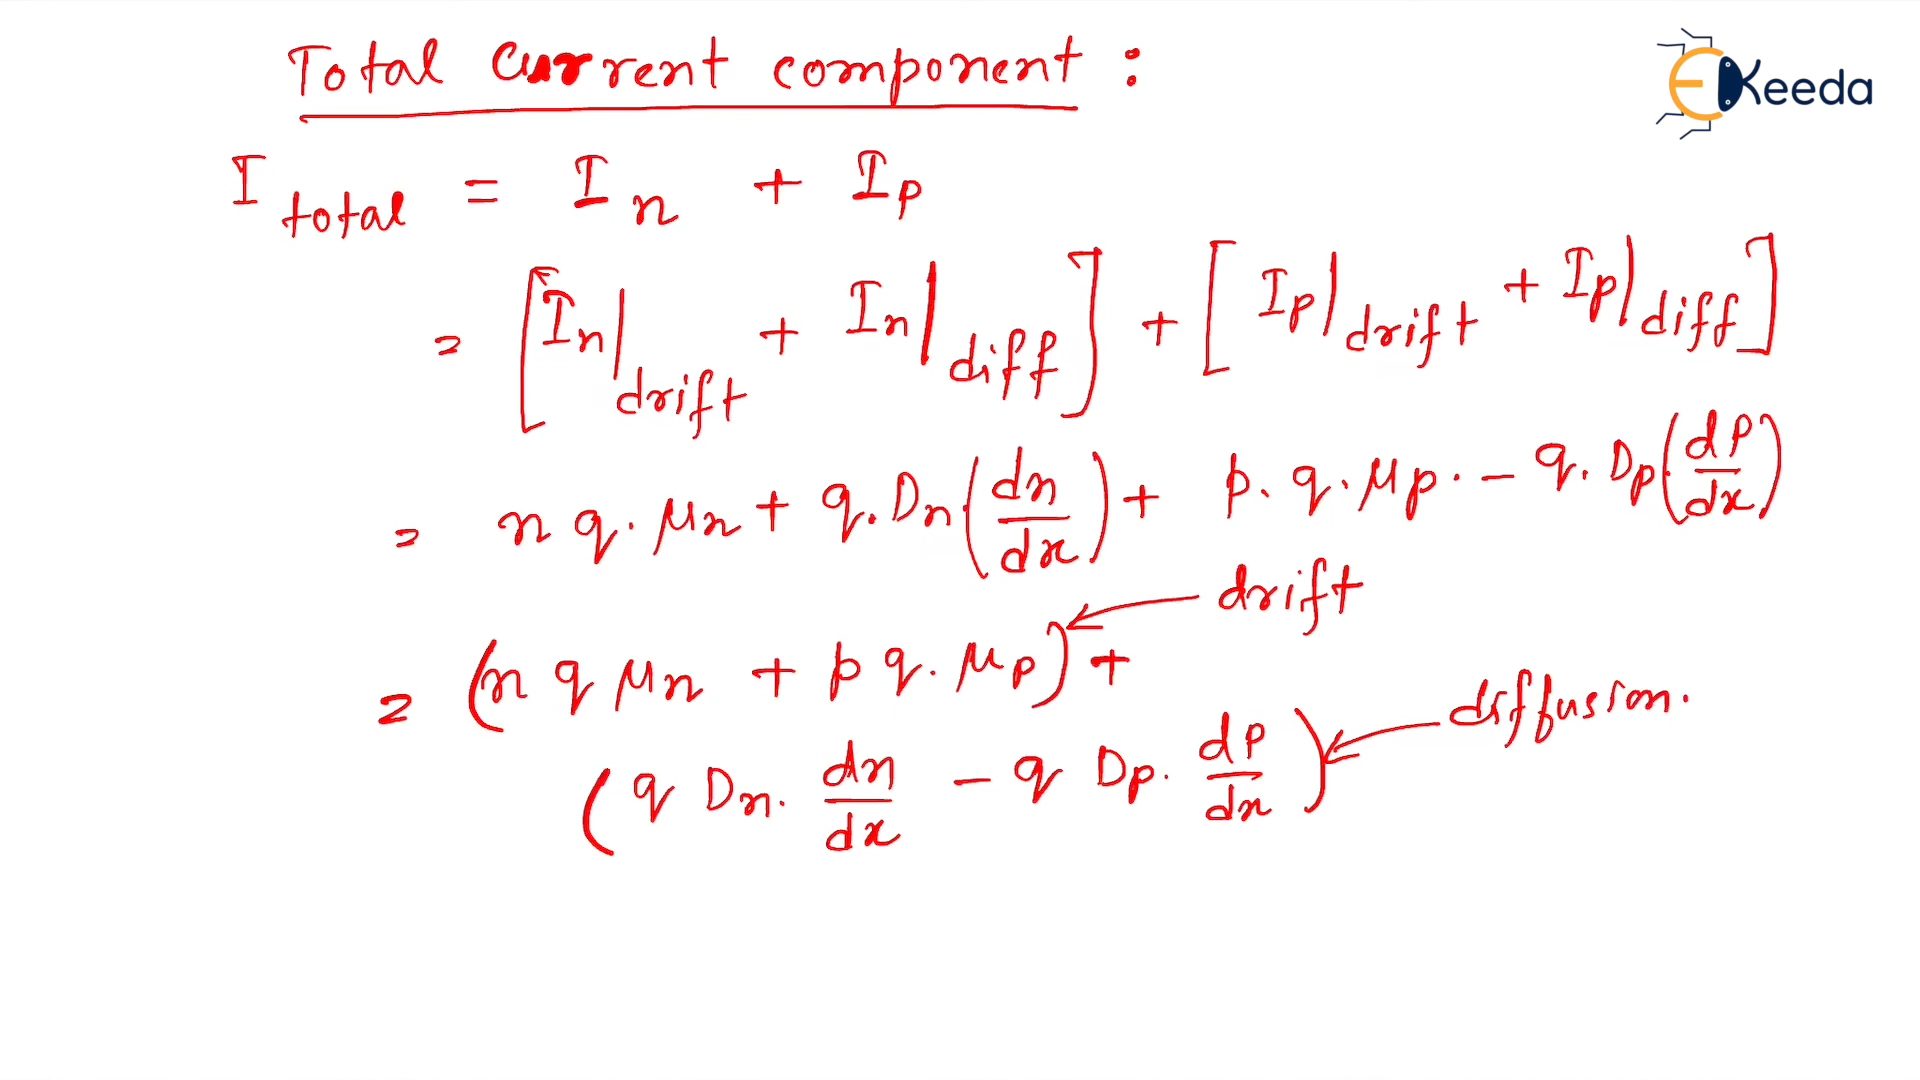 Total Current component :
EKeeda
I total = I n + I p
= [ I n | drift + I n | diff ] + [ I p | drift + I p | diff ]
= n q . μn + q . Dn ( dn / dx ) + p . q . μp . - q . Dp ( dp / dx )
drift
= ( n q μn + p q . μp ) +
diffusion.
( q Dn . dn / dx - q Dp . dp / dx )